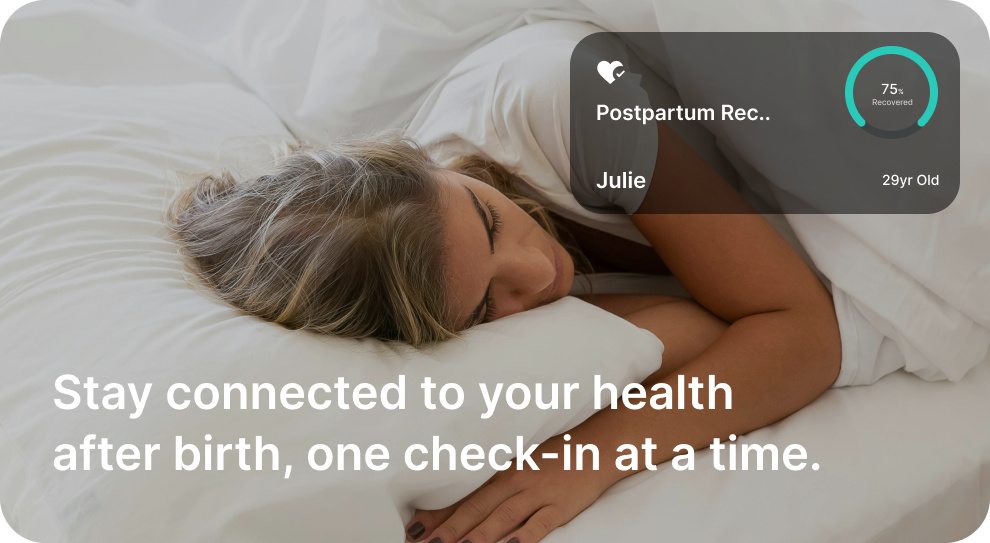 Postpartum Rec..
75%
Recovered
Julie
29yr Old
Stay connected to your health
after birth, one check-in at a time.